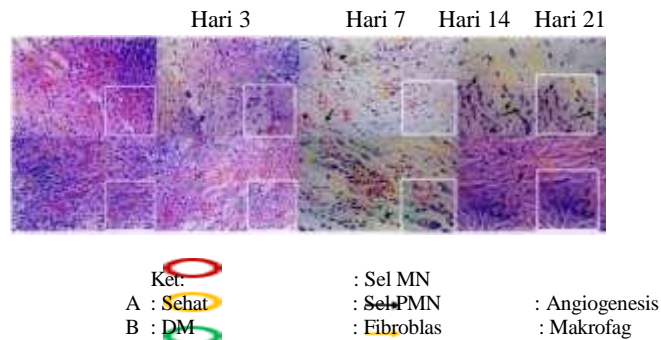 Hari 3 Hari 7 Hari 14 Hari 21
Ket: : Sel MN
A : Sehat : Sel PMN : Angiogenesis
B : DM : Fibroblas : Makrofag